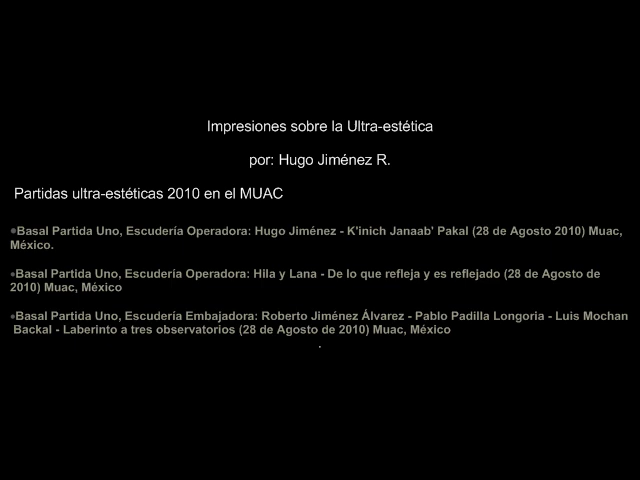 Impresiones sobre la Ultra-estética
por: Hugo Jiménez R.
Partidas ultra-estéticas 2010 en el MUAC
•Basal Partida Uno, Escudería Operadora: Hugo Jiménez - K'inich Janaab' Pakal (28 de Agosto 2010) Muac,
México.
•Basal Partida Uno, Escudería Operadora: Hila y Lana - De lo que refleja y es reflejado (28 de Agosto de
2010) Muac, México
•Basal Partida Uno, Escudería Embajadora: Roberto Jiménez Álvarez - Pablo Padilla Longoria - Luis Mochan
Backal - Laberinto a tres observatorios (28 de Agosto de 2010) Muac, México
.